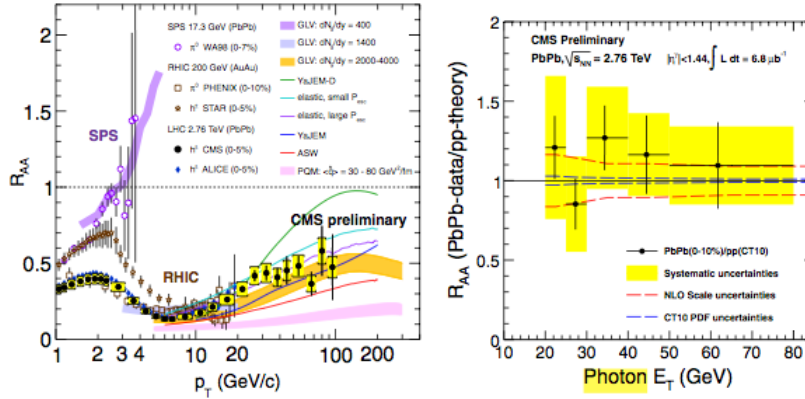 SPS 17.3 GeV (PbPb)
π⁰ WA98 (0-7%)
RHIC 200 GeV (AuAu)
π⁰ PHENIX (0-10%)
h± STAR (0-5%)
LHC 2.76 TeV (PbPb)
h± CMS (0-5%)
h± ALICE (0-5%)
GLV: dN/dy = 400
GLV: dN/dy = 1400
GLV: dN/dy = 2000-4000
YaJEM-D
elastic, small P
elastic, large P
YaJEM
ASW
PQM: <q̂> = 30 - 80 GeV²/fm
SPS
RHIC
CMS preliminary
R_AA
2
1.5
1
0.5
0
1 2 3 4 10 20 100 200
p_T (GeV/c)
CMS Preliminary
PbPb, √s_NN = 2.76 TeV |η^γ|<1.44, ∫ L dt = 6.8 μb⁻¹
R_AA (PbPb-data/pp-theory)
2
1.5
1
0.5
0
PbPb(0-10%)/pp(CT10)
Systematic uncertainties
NLO Scale uncertainties
CT10 PDF uncertainties
10 20 30 40 50 60 70 80
Photon E_T (GeV)